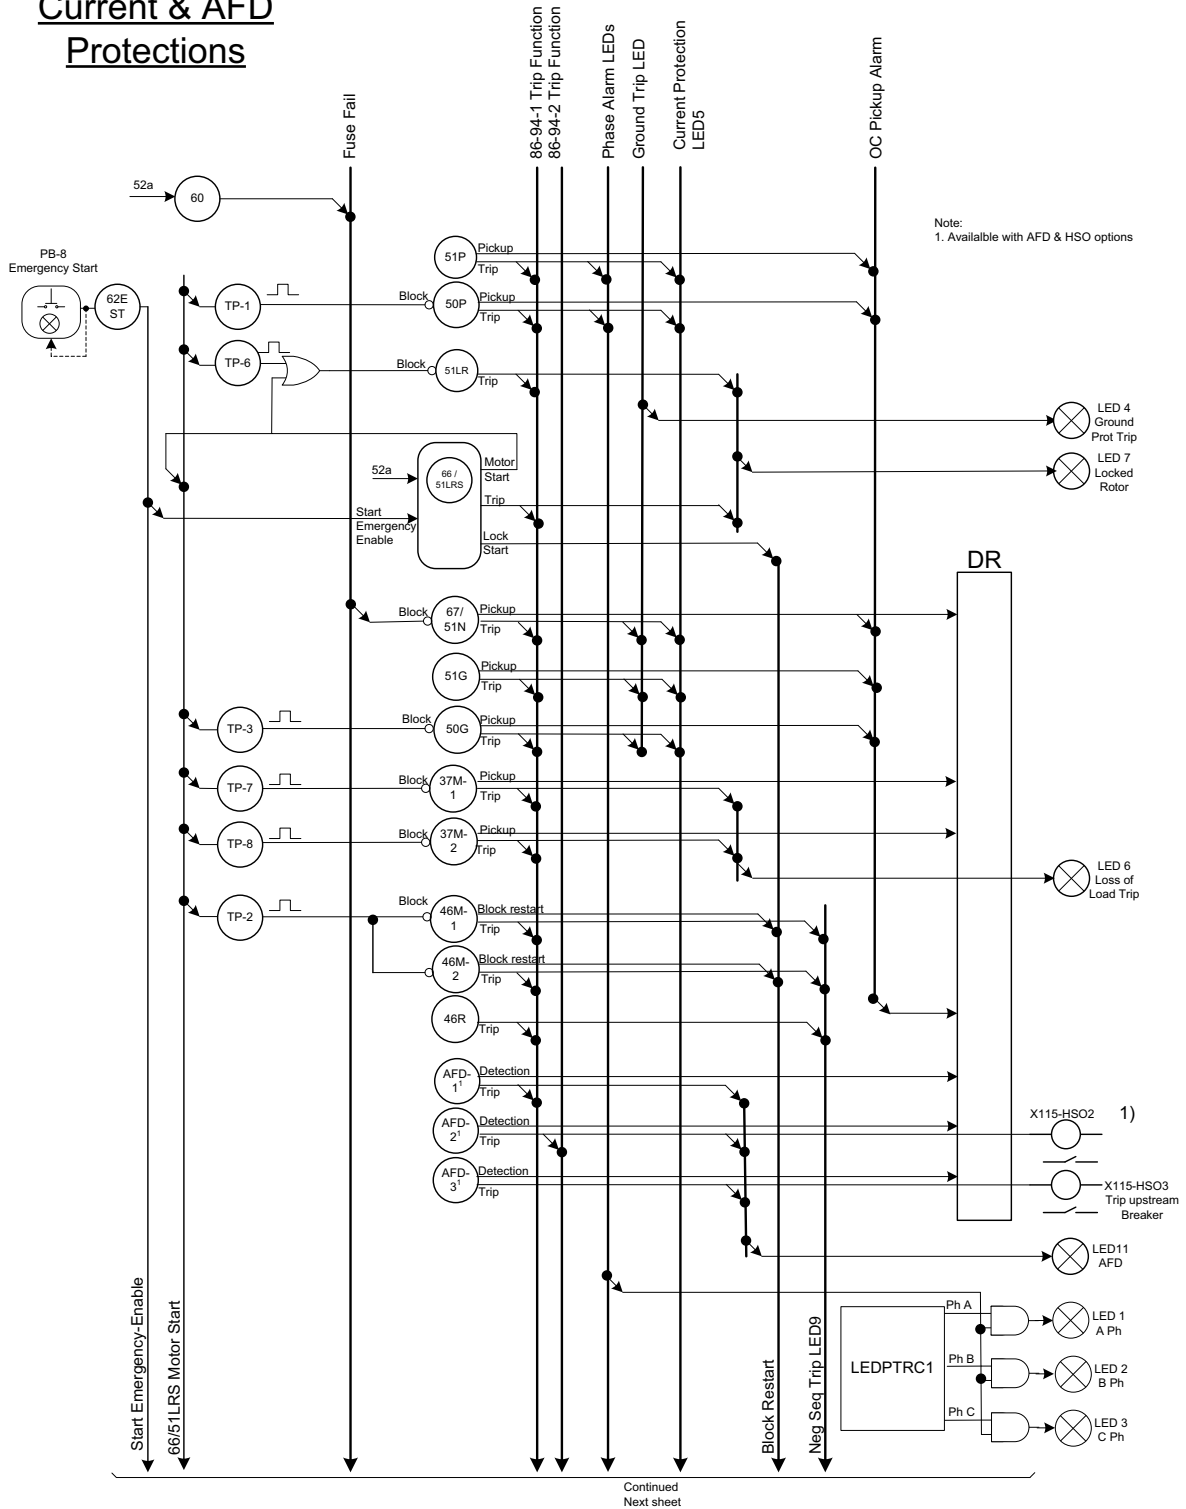 Current & AFD
Protections
Fuse Fail
86-94-1 Trip Function
86-94-2 Trip Function
Phase Alarm LEDs
Ground Trip LED
Current Protection
LED5
OC Pickup Alarm
52a
60
Note:
1. Availalble with AFD & HSO options
PB-8
Emergency Start
62E
ST
51P
Pickup
Trip
TP-1
Block
50P
Pickup
Trip
TP-6
Block
51LR
Trip
LED 4
Ground
Prot Trip
LED 7
Locked
Rotor
52a
66 /
51LRS
Motor
Start
Trip
Start
Emergency
Enable
Lock
Start
DR
Block
67/
51N
Pickup
Trip
51G
Pickup
Trip
TP-3
Block
50G
Pickup
Trip
TP-7
Block
37M-
1
Pickup
Trip
TP-8
Block
37M-
2
Pickup
Trip
LED 6
Loss of
Load Trip
TP-2
Block
46M-
1
Block restart
Trip
46M-
2
Block restart
Trip
46R
Trip
AFD-
1¹
Detection
Trip
AFD-
2¹
Detection
Trip
X115-HSO2
1)
AFD-
3¹
Detection
Trip
X115-HSO3
Trip upstream
Breaker
LED11
AFD
Start Emergency-Enable
66/51LRS Motor Start
Block Restart
Neg Seq Trip LED9
LEDPTRC1
Ph A
LED 1
A Ph
Ph B
LED 2
B Ph
Ph C
LED 3
C Ph
Continued
Next sheet